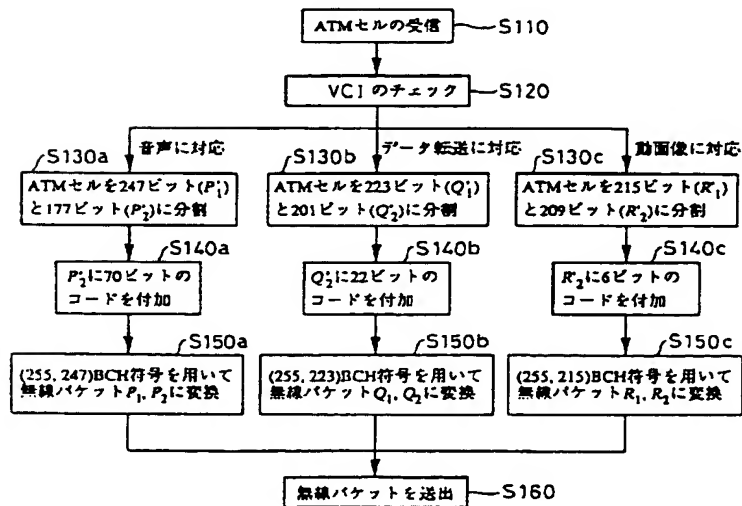 ATMセルの受信
S110
VCIのチェック
S120
音声に対応
データ転送に対応
動画像に対応
S130a
S130b
S130c
ATMセルを247ビット(P'1)
と177ビット(P'2)に分割
ATMセルを223ビット(Q'1)
と201ビット(Q'2)に分割
ATMセルを215ビット(R'1)
と209ビット(R'2)に分割
S140a
S140b
S140c
P'2に70ビットの
コードを付加
Q'2に22ビットの
コードを付加
R'2に6ビットの
コードを付加
S150a
S150b
S150c
(255, 247)BCH符号を用いて
無線パケットP1, P2に変換
(255, 223)BCH符号を用いて
無線パケットQ1, Q2に変換
(255, 215)BCH符号を用いて
無線パケットR1, R2に変換
無線パケットを送出
S160